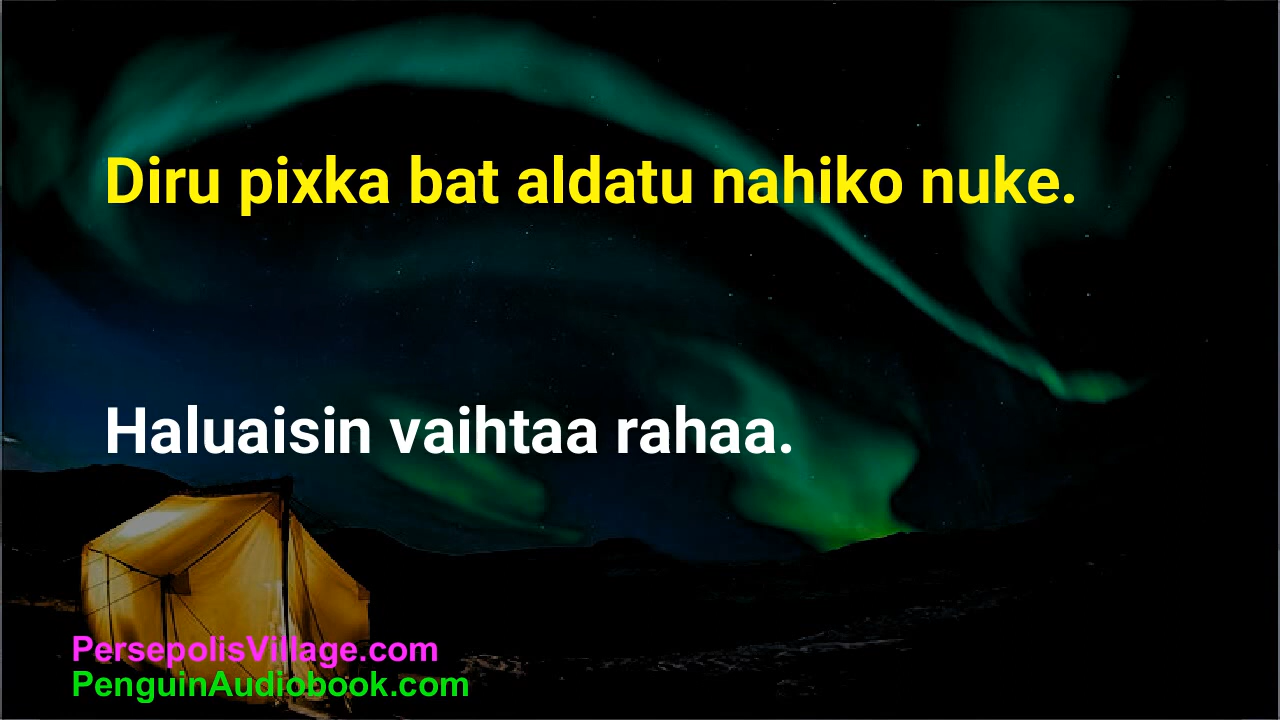 Diru pixka bat aldatu nahiko nuke.
Haluaisin vaihtaa rahaa.
PersepolisVillage.com
PenguinAudiobook.com